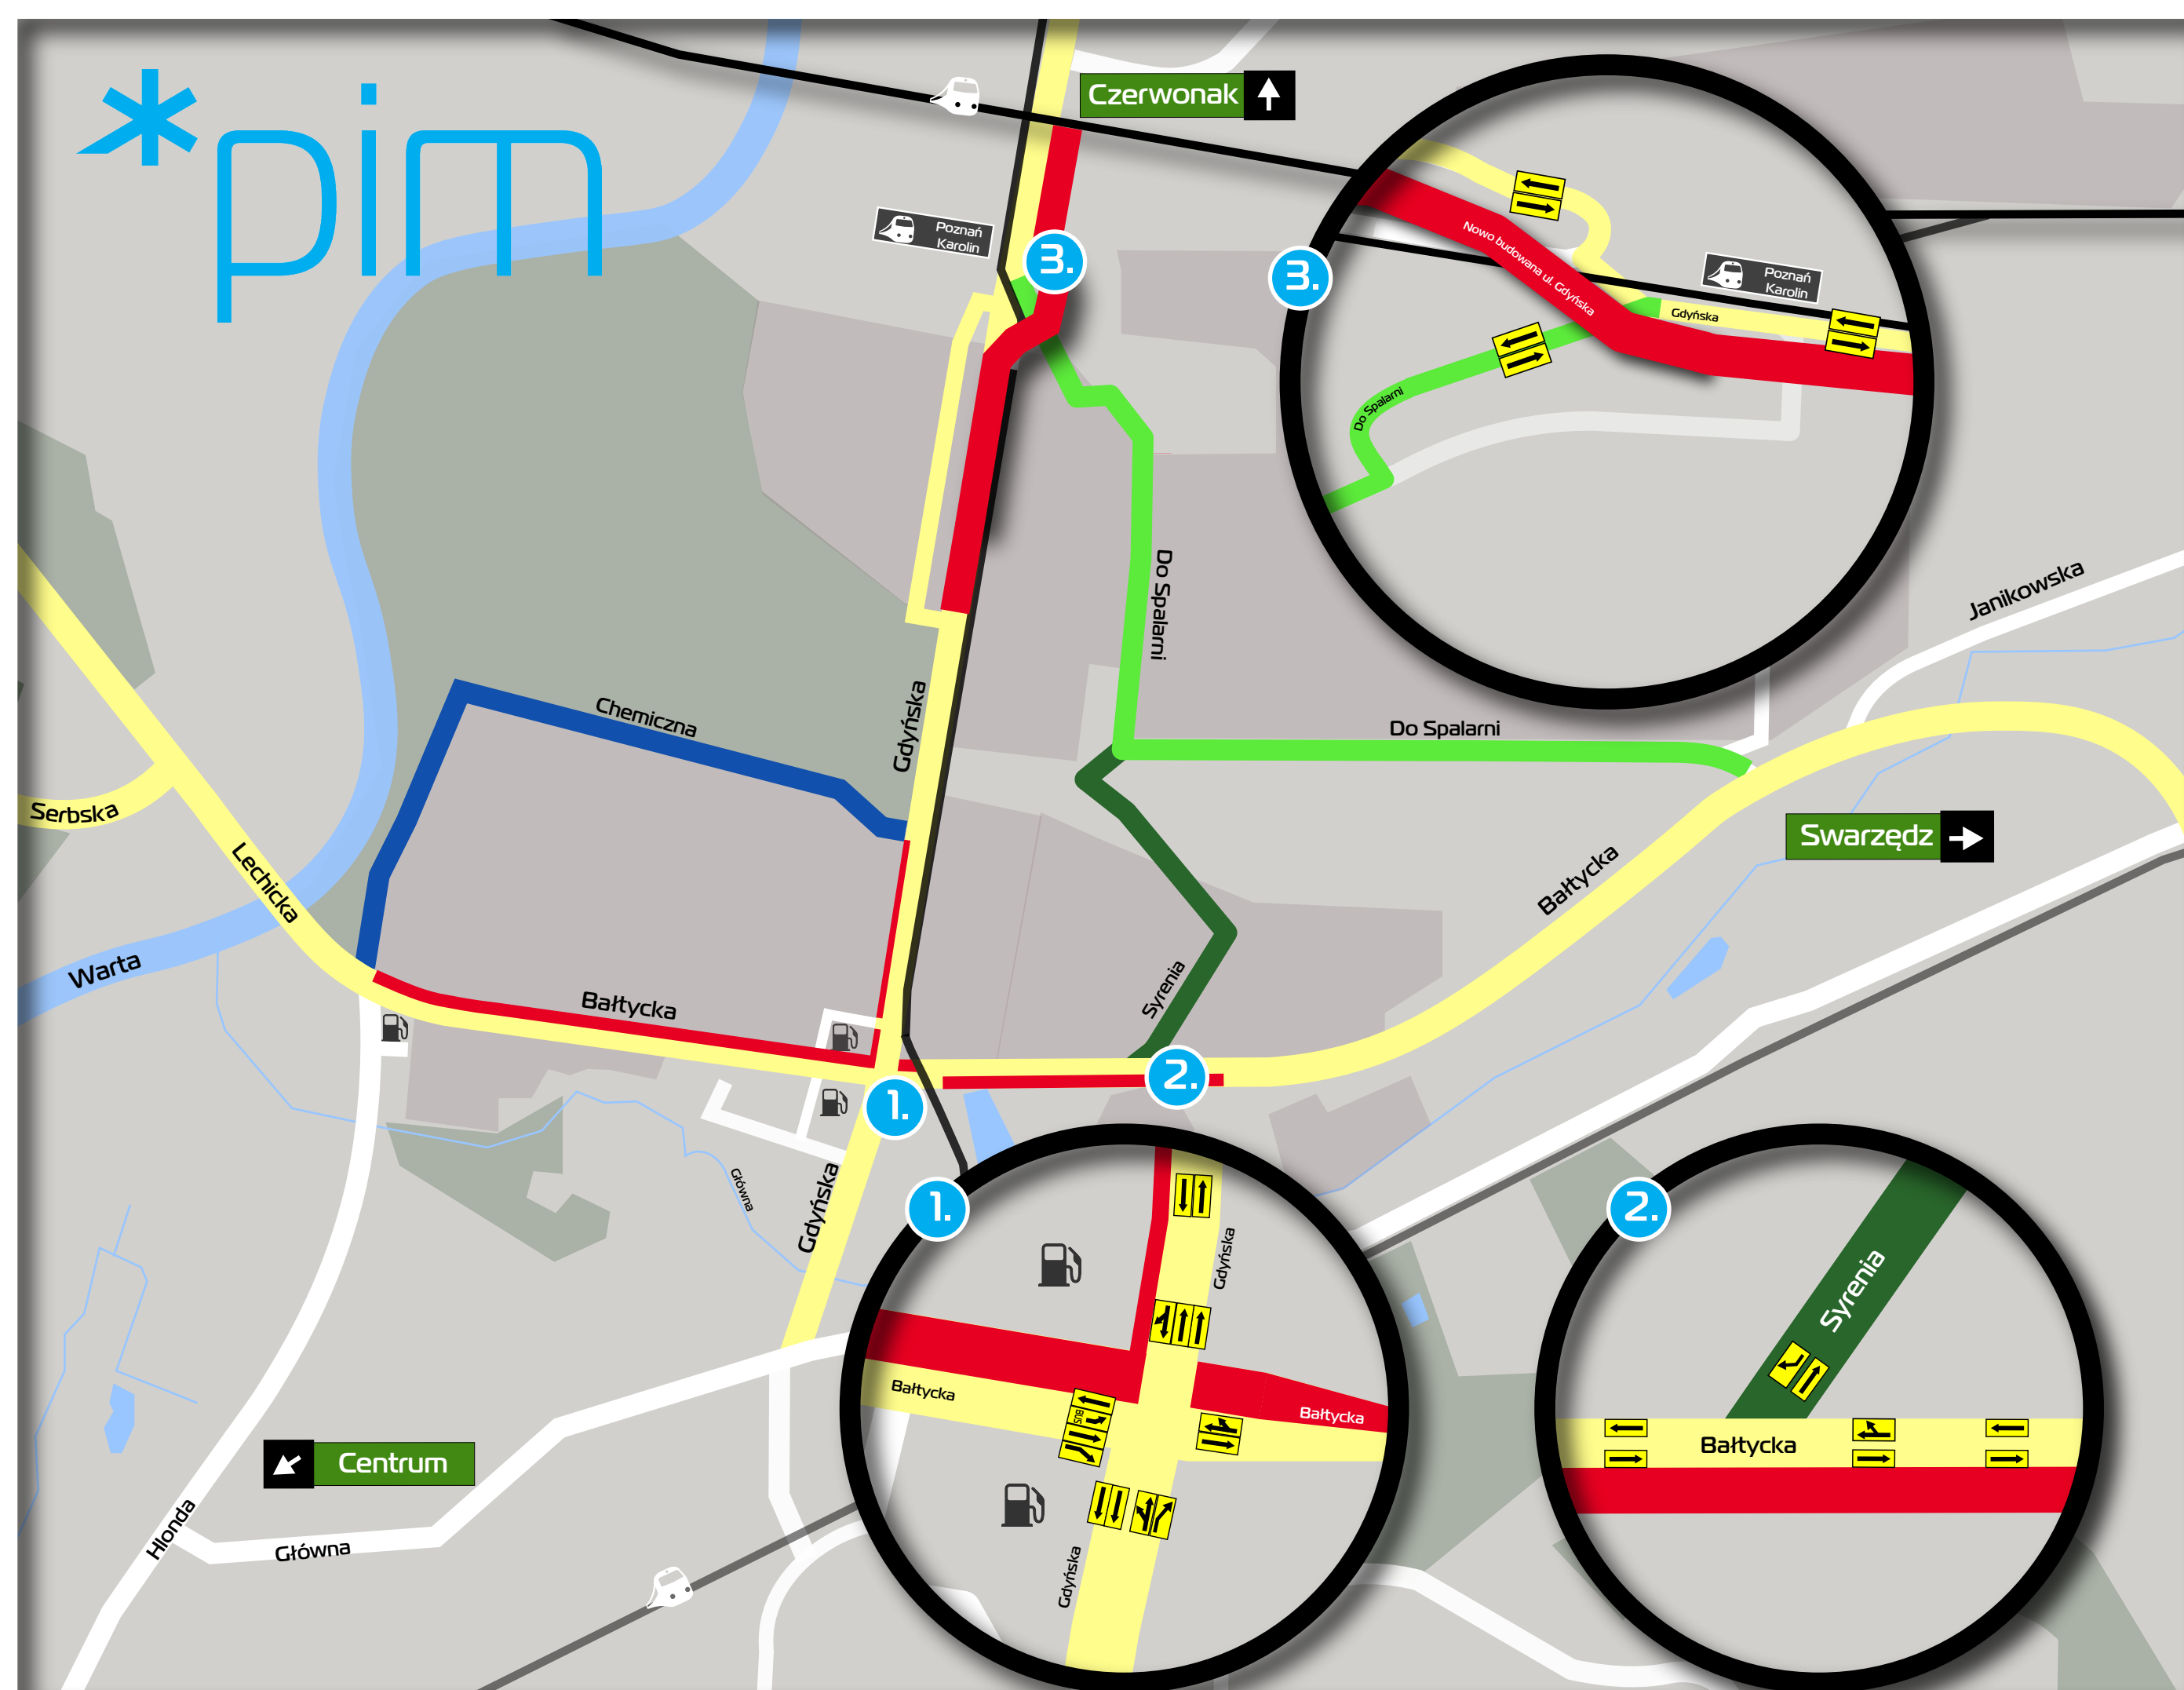 *pim
Czerwonak
Poznań
Karolin
3.
3.
Nowo budowana ul. Gdyńska
Poznań
Karolin
Gdyńska
Do Spalarni
Do Spalarni
Janikowska
Chemiczna
Gdyńska
Do Spalarni
Serbska
Lechicka
Swarzędz
Bałtycka
Warta
Bałtycka
Syrenia
2.
1.
Główna
Gdyńska
1.
2.
Gdyńska
Syrenia
Bałtycka
Bałtycka
BUS
Bałtycka
Centrum
Hlonda
Główna
Gdyńska